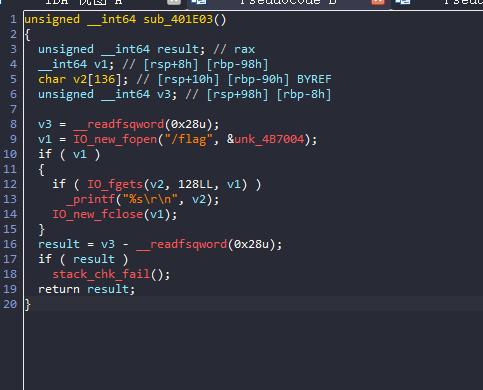 IDA 视图-A
Pseudocode-B
Pseud
1 unsigned __int64 sub_401E03()
2 {
3 unsigned __int64 result; // rax
4 __int64 v1; // [rsp+8h] [rbp-98h]
5 char v2[136]; // [rsp+10h] [rbp-90h] BYREF
6 unsigned __int64 v3; // [rsp+98h] [rbp-8h]
7
8 v3 = __readfsqword(0x28u);
9 v1 = IO_new_fopen("/flag", &unk_4B7004);
10 if ( v1 )
11 {
12 if ( IO_fgets(v2, 128LL, v1) )
13 _printf("%s\r\n", v2);
14 IO_new_fclose(v1);
15 }
16 result = v3 - __readfsqword(0x28u);
17 if ( result )
18 stack_chk_fail();
19 return result;
20 }